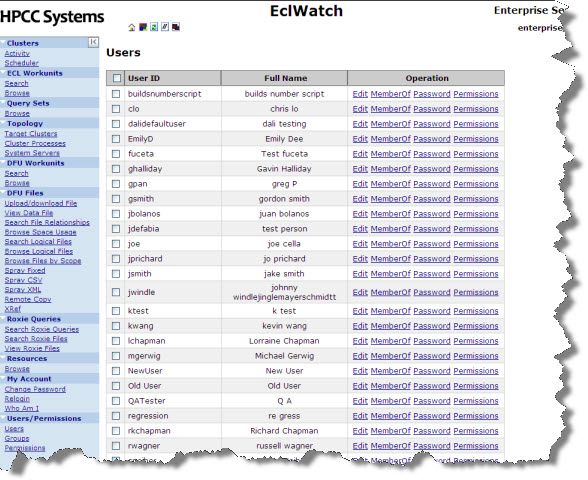 HPCC Systems
EclWatch
Enterprise Se
enterprise
Clusters
Activity
Scheduler
ECL Workunits
Search
Browse
Query Sets
Browse
Topology
Target Clusters
Cluster Processes
System Servers
DFU Workunits
Search
Browse
DFU Files
Upload/download File
View Data File
Search File Relationships
Browse Space Usage
Search Logical Files
Browse Logical Files
Browse Files by Scope
Spray Fixed
Spray CSV
Spray XML
Remote Copy
XRef
Roxie Queries
Search Roxie Queries
Search Roxie Files
View Roxie Files
Resources
Browse
My Account
Change Password
Relogin
Who Am I
Users/Permissions
Users
Groups
Permissions
Users
User ID Full Name Operation
buildsnumberscript builds number script Edit MemberOf Password Permissions
clo chris lo Edit MemberOf Password Permissions
dalidefaultuser dali testing Edit MemberOf Password Permissions
EmilyD Emily Dee Edit MemberOf Password Permissions
fuceta Test fuceta Edit MemberOf Password Permissions
ghalliday Gavin Halliday Edit MemberOf Password Permissions
gpan greg P Edit MemberOf Password Permissions
gsmith gordon smith Edit MemberOf Password Permissions
jbolanos juan bolanos Edit MemberOf Password Permissions
jdefabia test person Edit MemberOf Password Permissions
joe joe cella Edit MemberOf Password Permissions
jprichard jo prichard Edit MemberOf Password Permissions
jsmith jake smith Edit MemberOf Password Permissions
jwindle johnny windlejinglemayerschmidtt Edit MemberOf Password Permissions
ktest k test Edit MemberOf Password Permissions
kwang kevin wang Edit MemberOf Password Permissions
lchapman Lorraine Chapman Edit MemberOf Password Permissions
mgerwig Michael Gerwig Edit MemberOf Password Permissions
NewUser New User Edit MemberOf Password Permissions
Old User Old User Edit MemberOf Password Permissions
QATester Q A Edit MemberOf Password Permissions
regression re gress Edit MemberOf Password Permissions
rkchapman Richard Chapman Edit MemberOf Password Permissions
rwagner russell wagner Edit MemberOf Password Permissions